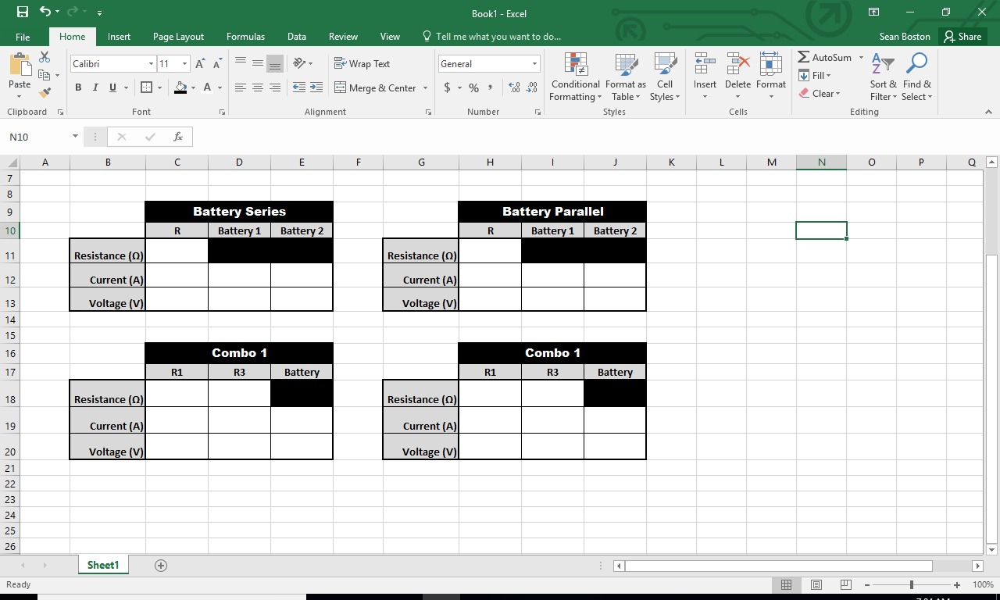 Book1 - Excel
File Home Insert Page Layout Formulas Data Review View Tell me what you want to do... Sean Boston Share
Calibri 11 Wrap Text General AutoSum
Paste B I U Merge & Center $ % , Conditional Formatting Format as Table Cell Styles Insert Delete Format Fill Clear Sort & Filter Find & Select
Clipboard Font Alignment Number Styles Cells Editing
N10 fx
A B C D E F G H I J K L M N O P Q
7
8
9 Battery Series Battery Parallel
10 R Battery 1 Battery 2 R Battery 1 Battery 2
11 Resistance (Ω) Resistance (Ω)
12 Current (A) Current (A)
13 Voltage (V) Voltage (V)
14
15
16 Combo 1 Combo 1
17 R1 R3 Battery R1 R3 Battery
18 Resistance (Ω) Resistance (Ω)
19 Current (A) Current (A)
20 Voltage (V) Voltage (V)
21
22
23
24
25
26
Sheet1
Ready 100%